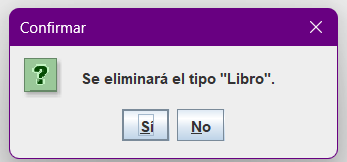 Confirmar
?
Se eliminará el tipo "Libro".
Sí No